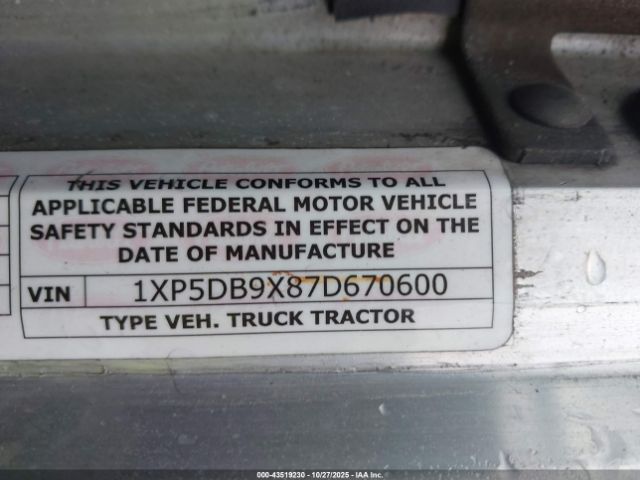 THIS VEHICLE CONFORMS TO ALL
APPLICABLE FEDERAL MOTOR VEHICLE
SAFETY STANDARDS IN EFFECT ON THE
DATE OF MANUFACTURE
VIN 1XP5DB9X87D670600
TYPE VEH. TRUCK TRACTOR
000-43519230 | 10/27/2025 | IAA Inc.